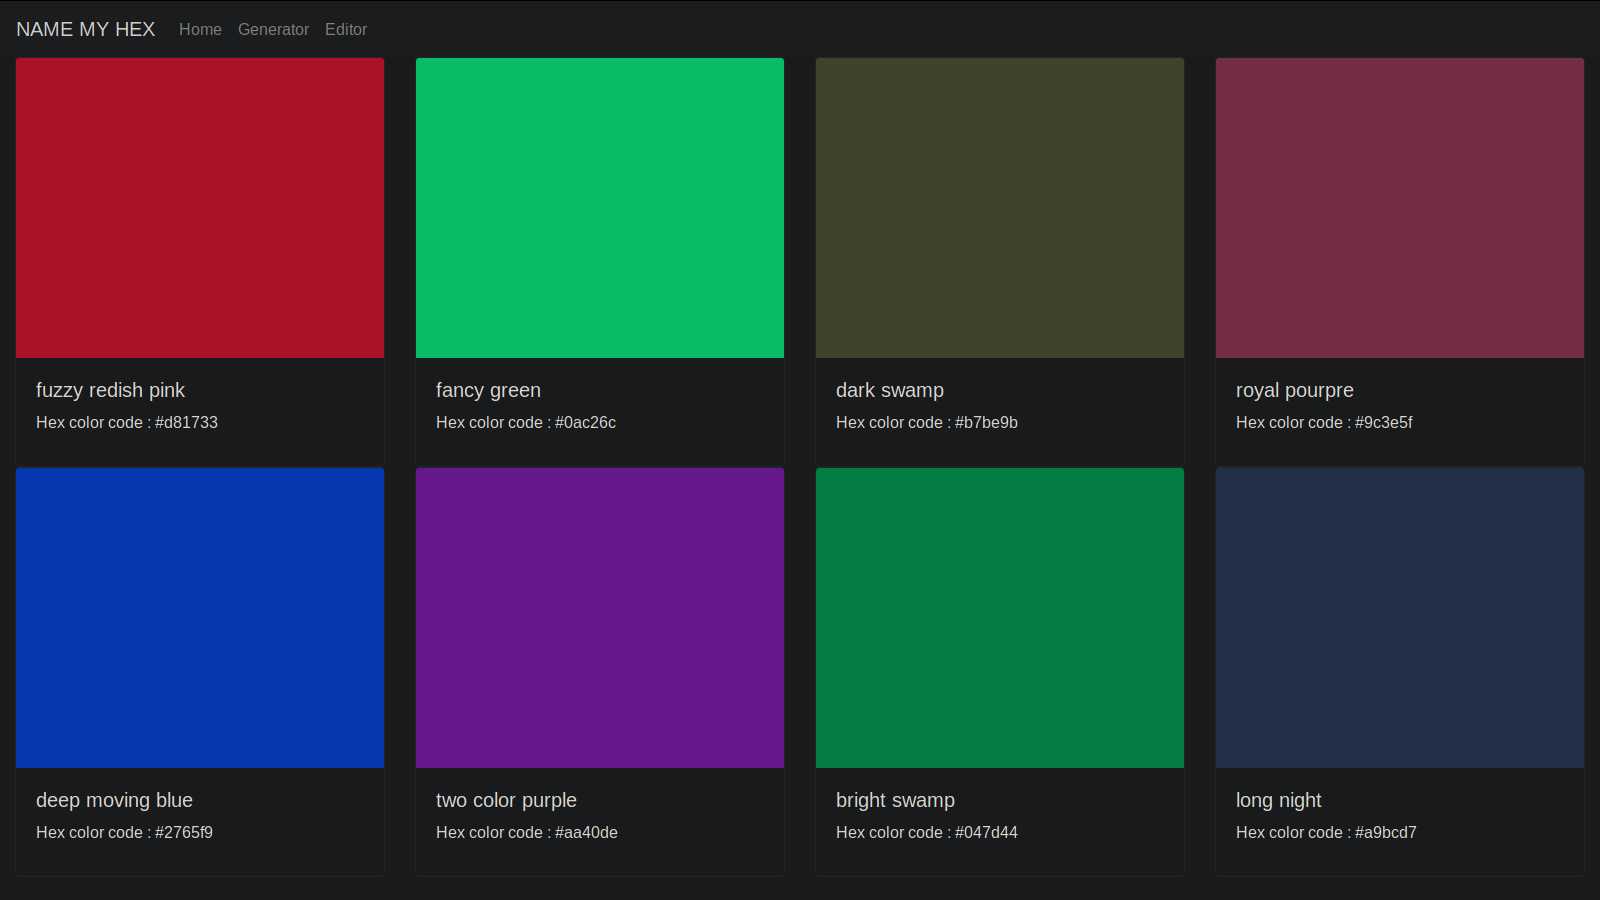 NAME MY HEX Home Generator Editor
fuzzy redish pink
Hex color code : #d81733
fancy green
Hex color code : #0ac26c
dark swamp
Hex color code : #b7be9b
royal pourpre
Hex color code : #9c3e5f
deep moving blue
Hex color code : #2765f9
two color purple
Hex color code : #aa40de
bright swamp
Hex color code : #047d44
long night
Hex color code : #a9bcd7